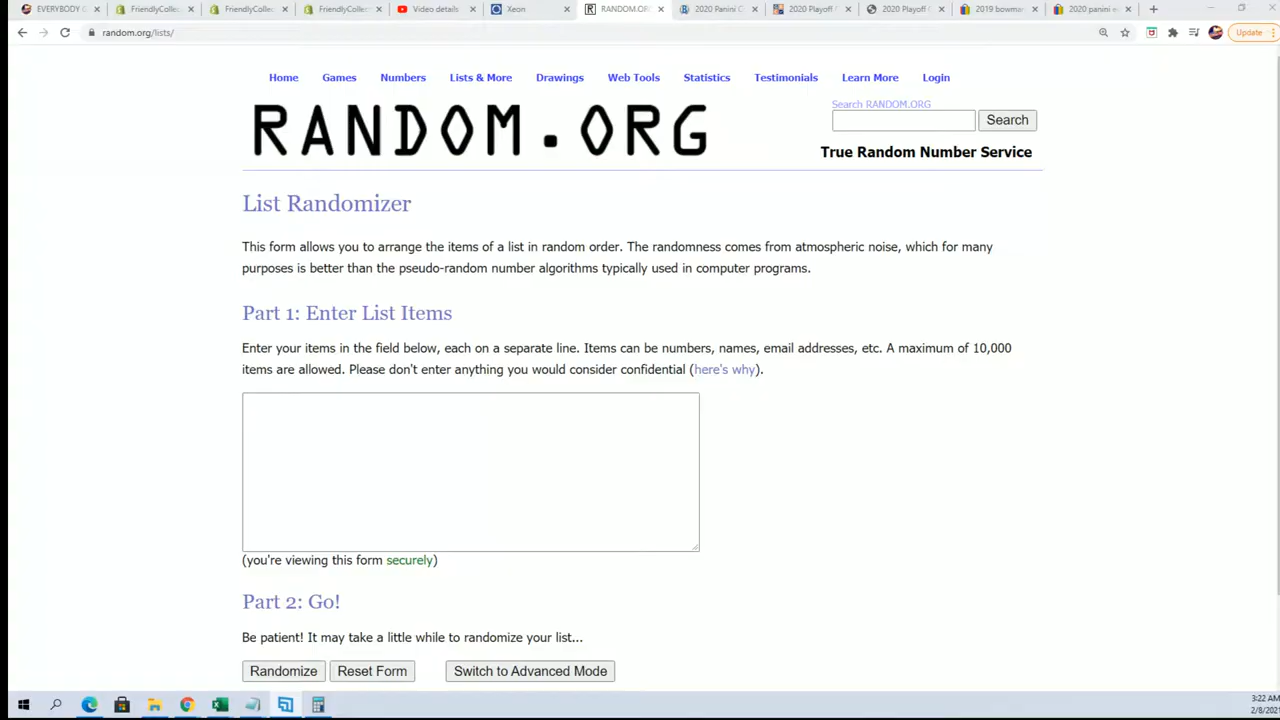 EVERYBODY G
FriendlyCollec
FriendlyCollec
FriendlyCollec
Video details
Xeon
RANDOM.OR
2020 Panini C
2020 Playoff
2020 Playoff
2019 bowma
2020 panini e
random.org/lists/
Update
Home Games Numbers Lists & More Drawings Web Tools Statistics Testimonials Learn More Login
RANDOM.ORG
Search RANDOM.ORG
Search
True Random Number Service
List Randomizer
This form allows you to arrange the items of a list in random order. The randomness comes from atmospheric noise, which for many
purposes is better than the pseudo-random number algorithms typically used in computer programs.
Part 1: Enter List Items
Enter your items in the field below, each on a separate line. Items can be numbers, names, email addresses, etc. A maximum of 10,000
items are allowed. Please don't enter anything you would consider confidential (here's why).
(you're viewing this form securely)
Part 2: Go!
Be patient! It may take a little while to randomize your list...
Randomize Reset Form Switch to Advanced Mode
3:22 AM
2/8/2021